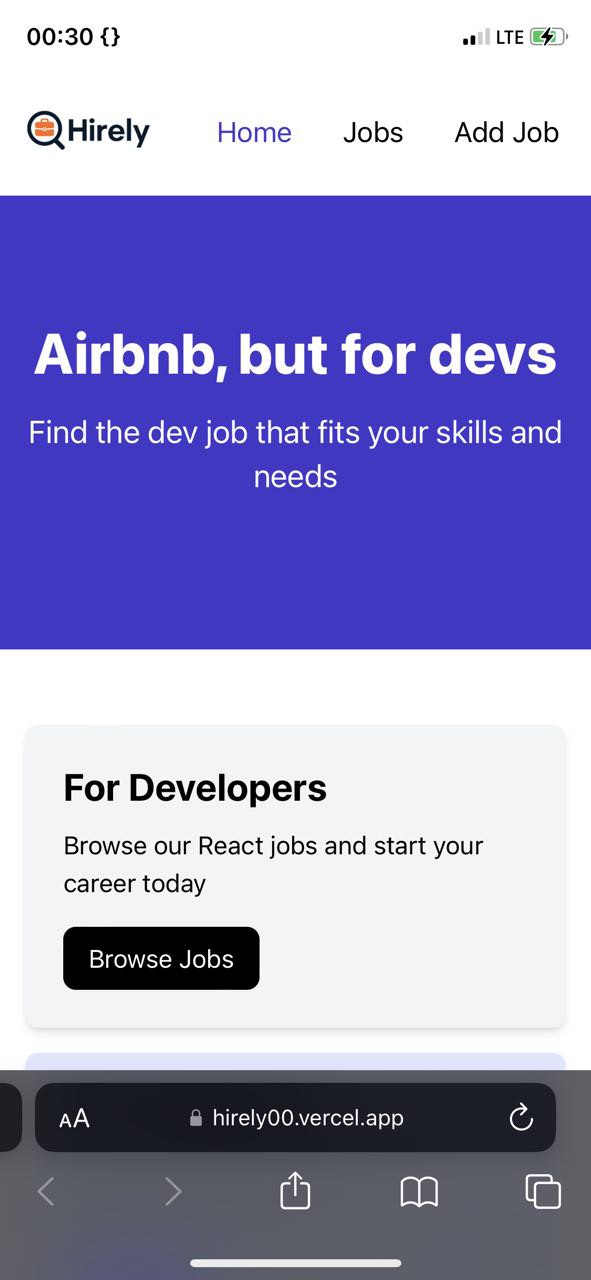 00:30 {} LTE
Hirely Home Jobs Add Job
Airbnb, but for devs
Find the dev job that fits your skills and
needs
For Developers
Browse our React jobs and start your
career today
Browse Jobs
AA hirely00.vercel.app